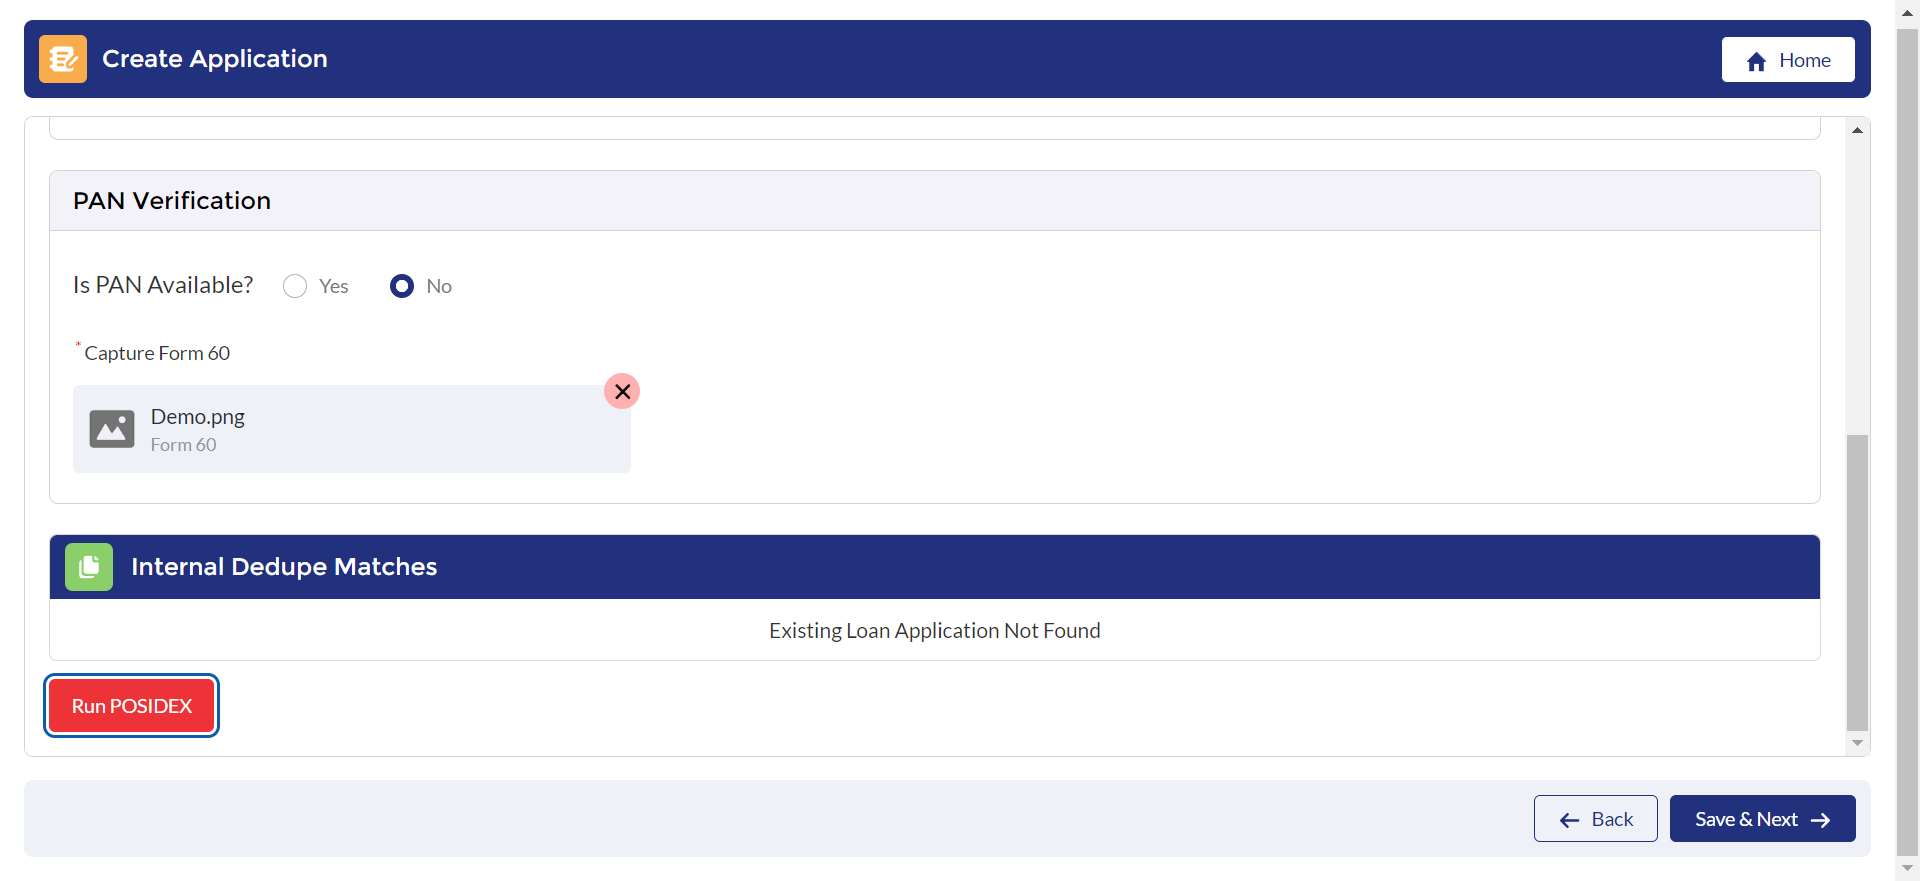 Create Application
Home
PAN Verification
Is PAN Available? Yes No
* Capture Form 60
Demo.png
Form 60
Internal Dedupe Matches
Existing Loan Application Not Found
Run POSIDEX
Back
Save & Next